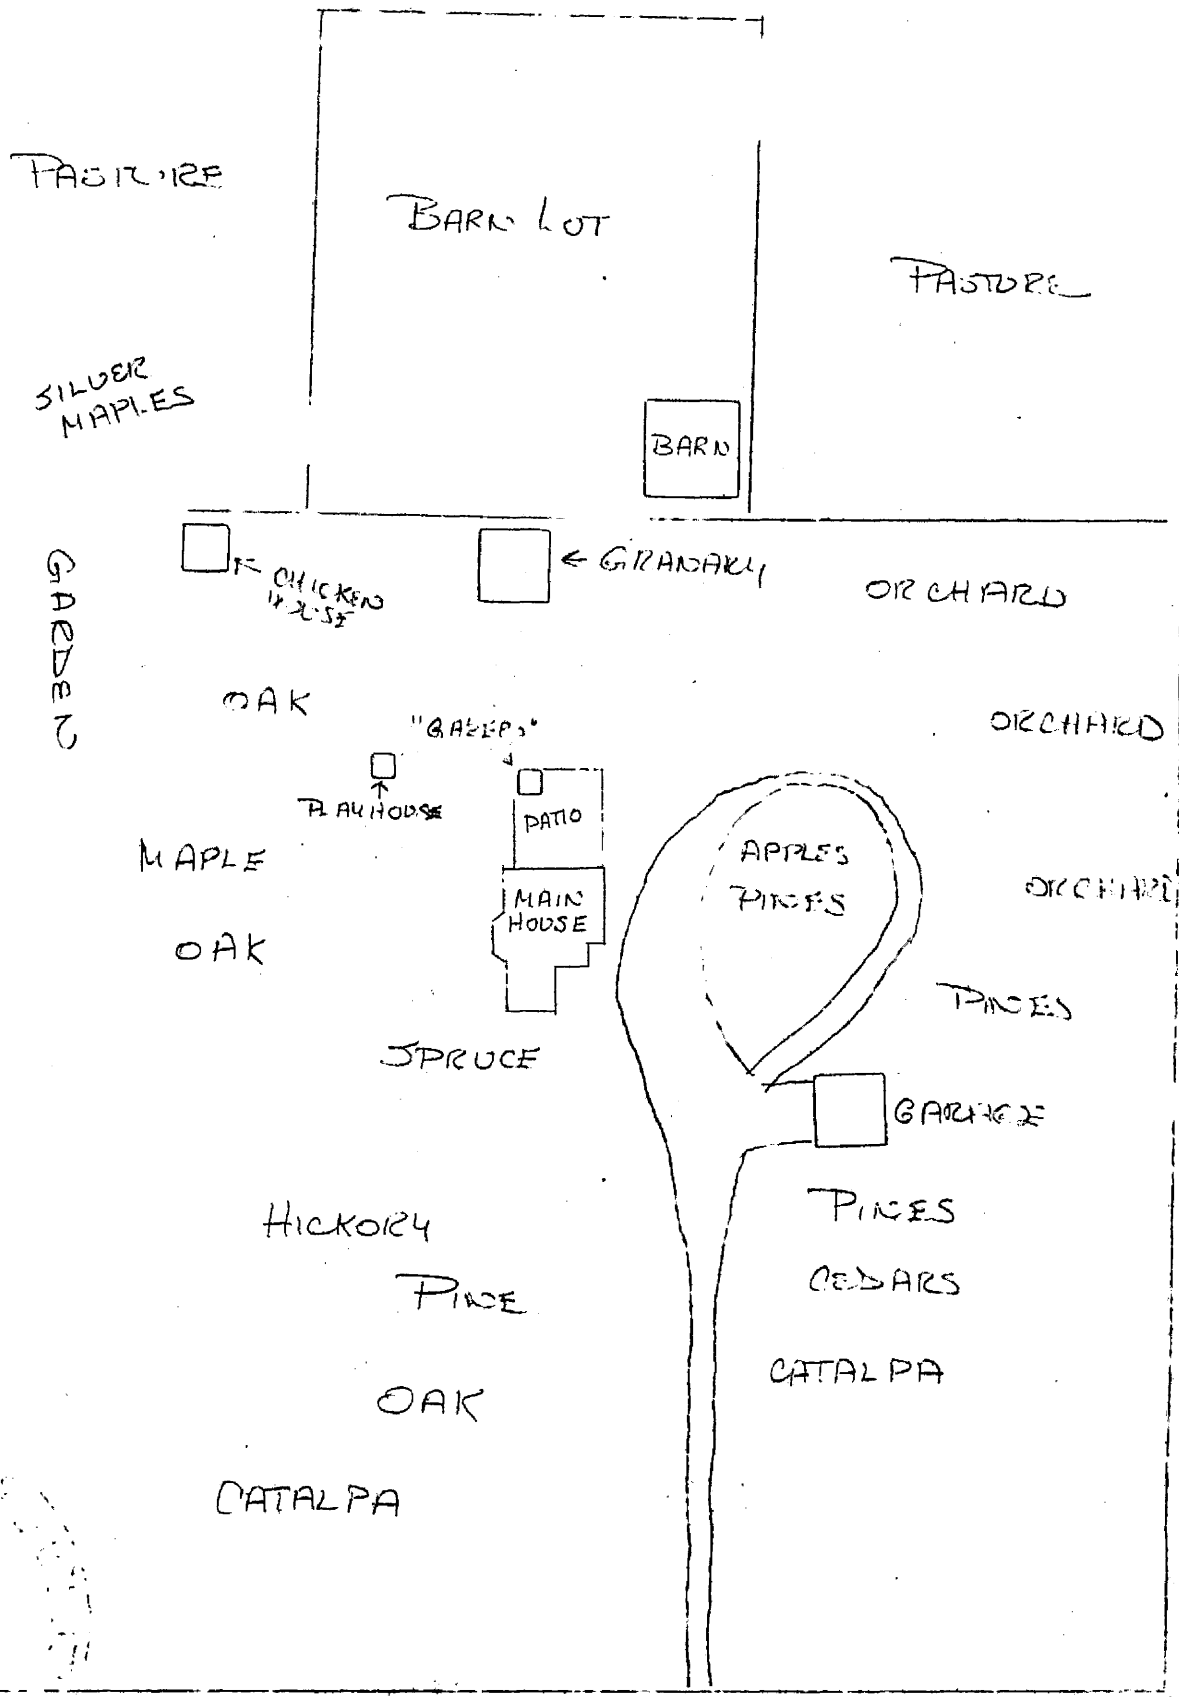 PASTURE
BARN LOT
PASTURE
SILVER
MAPLES
BARN
GARDEN
CHICKEN
HOUSE
GRANARY
ORCHARD
OAK
"GAZEBO"
ORCHARD
PLAYHOUSE
PATIO
MAPLE
APPLES
PINES
ORCHARD
MAIN
HOUSE
OAK
PINES
SPRUCE
GARAGE
PINES
HICKORY
CEDARS
PINE
CATALPA
OAK
CATALPA